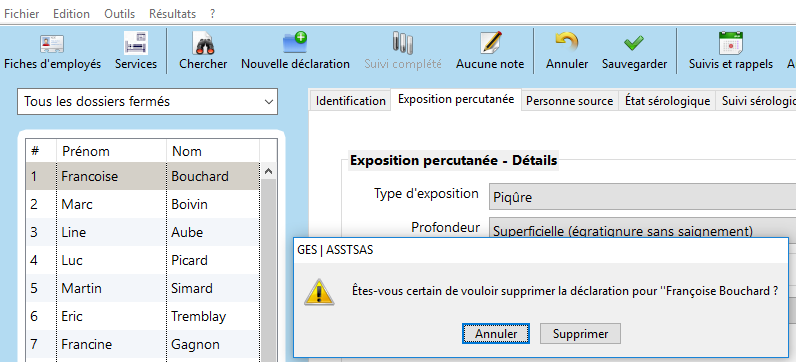 Fichier Edition Outils Résultats ?
Fiches d'employés Services Chercher Nouvelle déclaration Suivi complété Aucune note Annuler Sauvegarder Suivis et rappels A
Tous les dossiers fermés
Identification Exposition percutanée Personne source État sérologique Suivi sérologiq
# Prénom Nom
1 Francoise Bouchard
2 Marc Boivin
3 Line Aube
4 Luc Picard
5 Martin Simard
6 Eric Tremblay
7 Francine Gagnon
Exposition percutanée - Détails
Type d'exposition Piqûre
Profondeur Superficielle (égratignure sans saignement)
GES | ASSTSAS
Êtes-vous certain de vouloir supprimer la déclaration pour "Françoise Bouchard ?
Annuler Supprimer